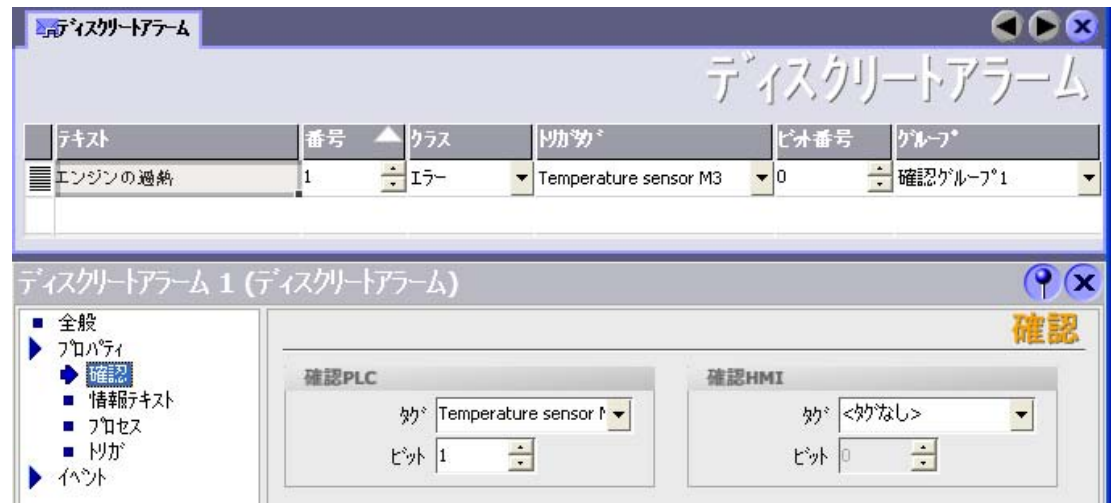 ディスクリートアラーム
ディスクリートアラーム
テキスト 番号 クラス トリガタグ ビット番号 グループ
エンジンの過熱 1 エラー Temperature sensor M3 0 確認グループ1
ディスクリートアラーム 1 (ディスクリートアラーム)
全般
プロパティ
確認
情報テキスト
プロセス
トリガ
イベント
確認
確認PLC
タグ Temperature sensor M
ビット 1
確認HMI
タグ <タグなし>
ビット 0